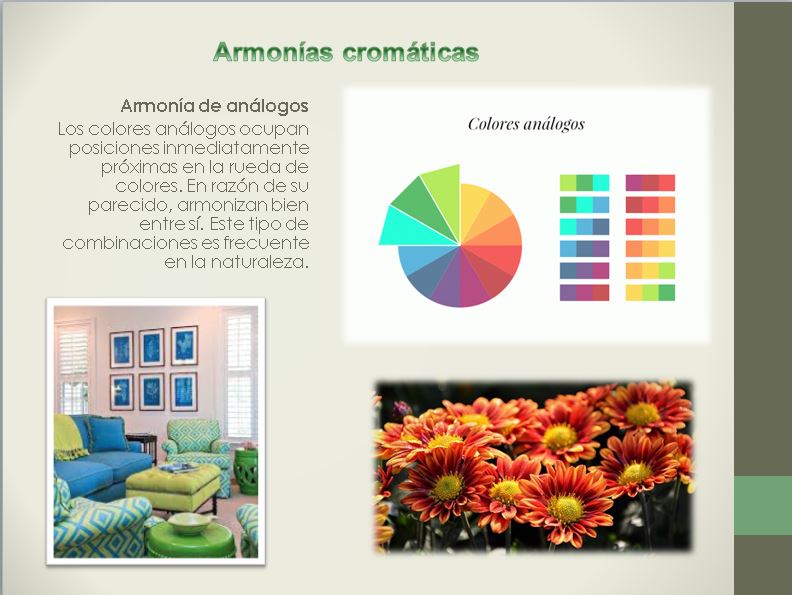 Armonías cromáticas
Armonía de análogos
Los colores análogos ocupan
posiciones inmediatamente
próximas en la rueda de
colores. En razón de su
parecido, armonizan bien
entre sí. Este tipo de
combinaciones es frecuente
en la naturaleza.
Colores análogos